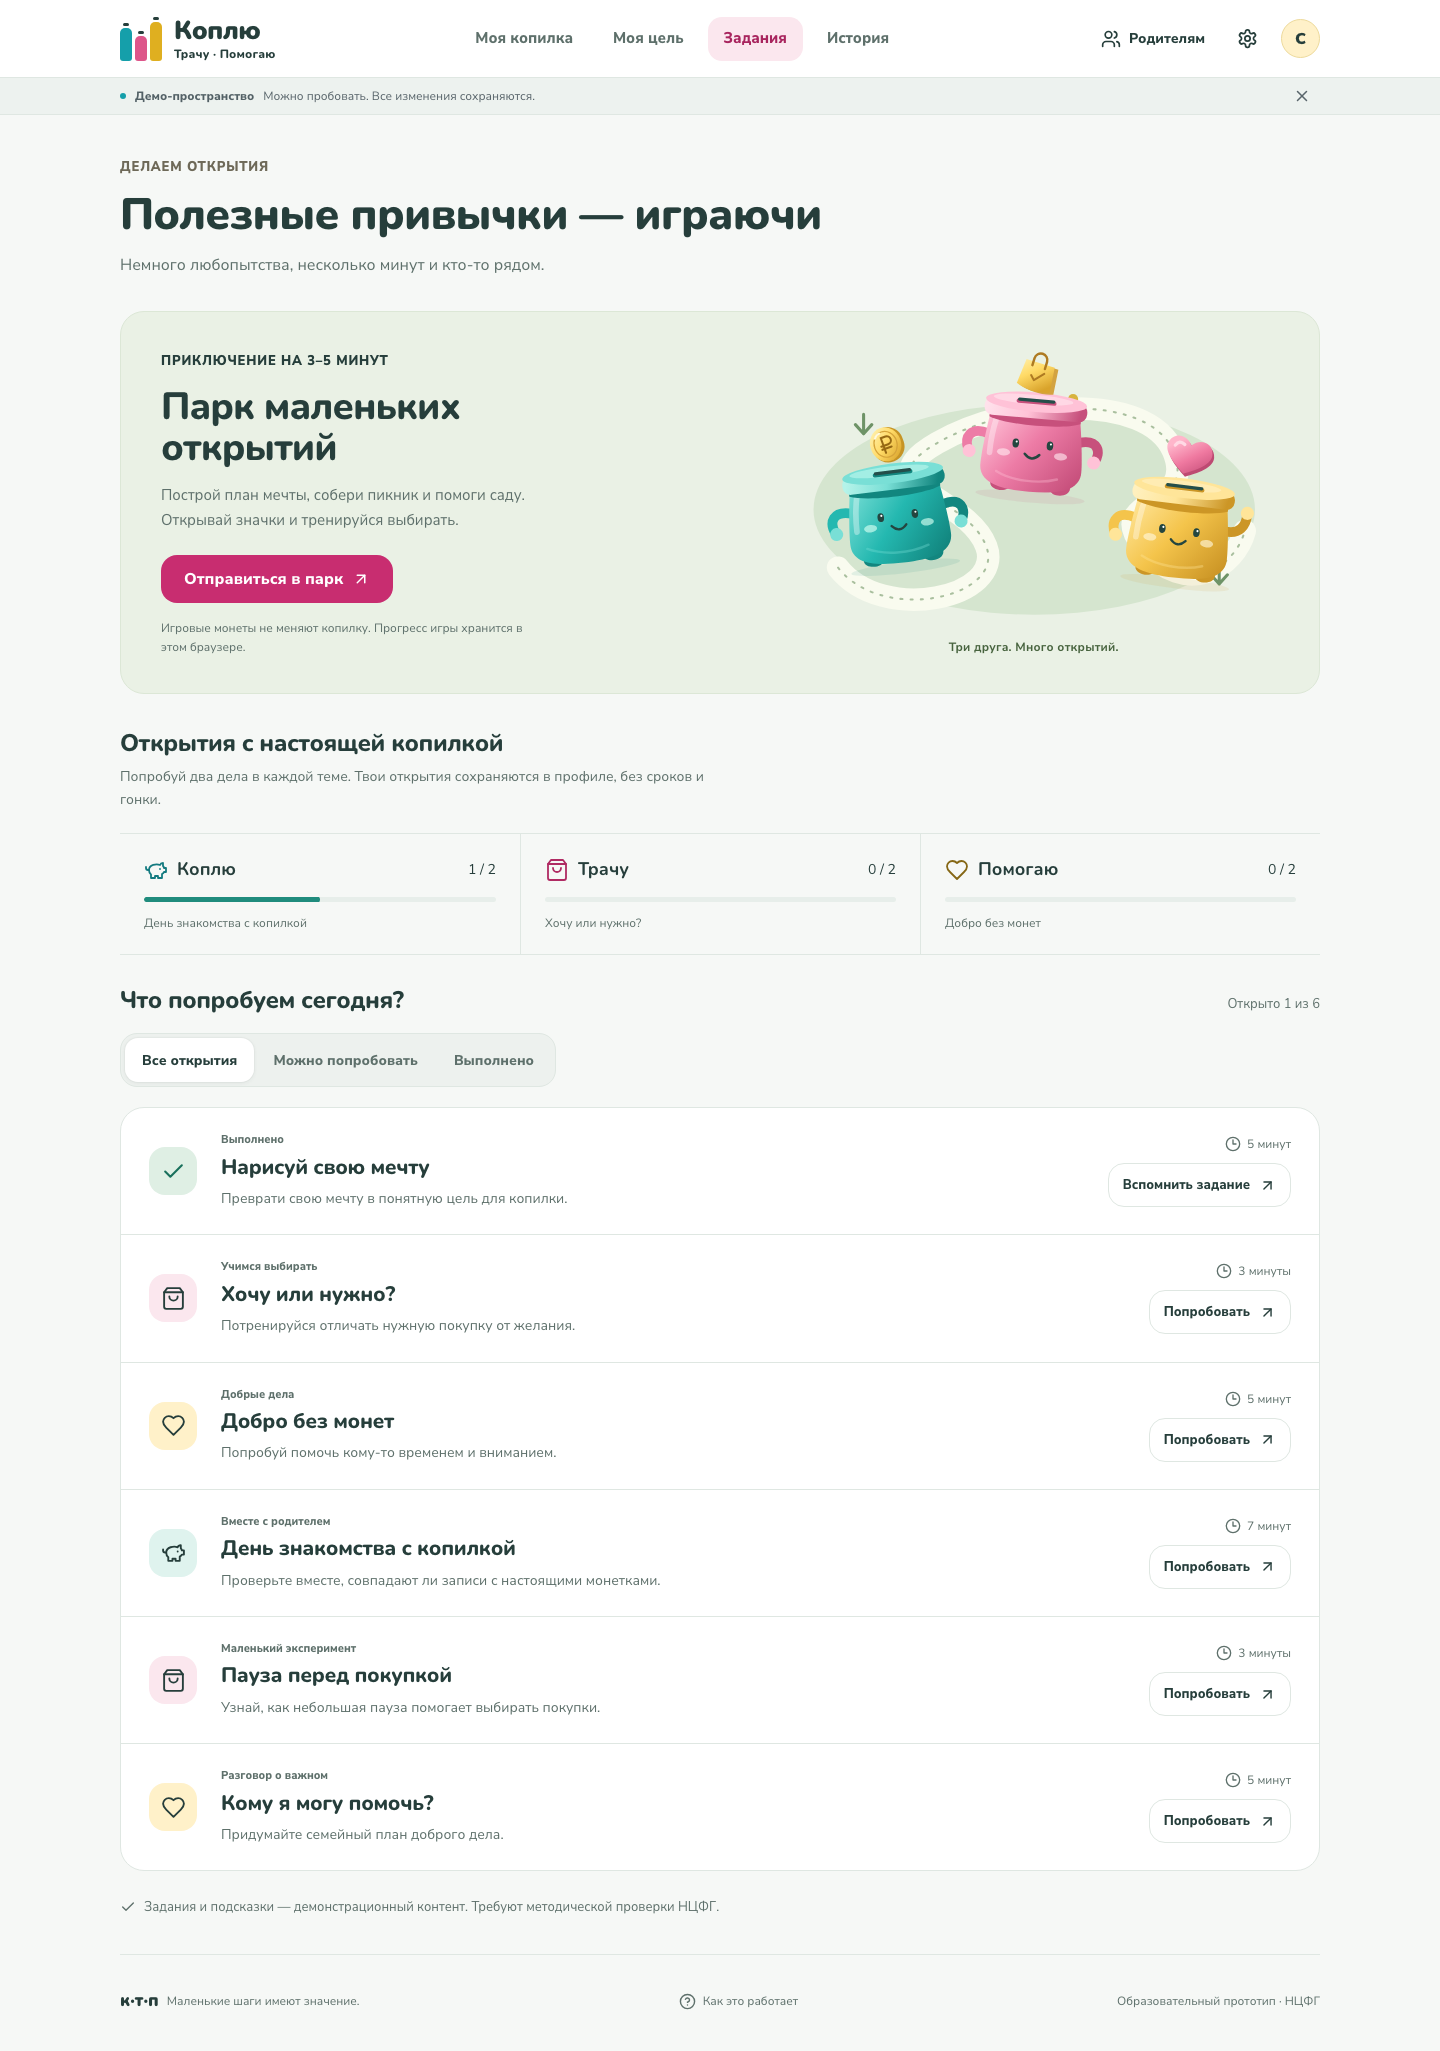 Коплю
Трачу · Помогаю
Моя копилка
Моя цель
Задания
История
Родителям
С
Демо-пространство Можно пробовать. Все изменения сохраняются.
ДЕЛАЕМ ОТКРЫТИЯ
Полезные привычки — играючи
Немного любопытства, несколько минут и кто-то рядом.
ПРИКЛЮЧЕНИЕ НА 3–5 МИНУТ
Парк маленьких
открытий
Построй план мечты, собери пикник и помоги саду.
Открывай значки и тренируйся выбирать.
Отправиться в парк
Игровые монеты не меняют копилку. Прогресс игры хранится в
этом браузере.
₽
Три друга. Много открытий.
Открытия с настоящей копилкой
Попробуй два дела в каждой теме. Твои открытия сохраняются в профиле, без сроков и
гонки.
Коплю 1 / 2
День знакомства с копилкой
Трачу 0 / 2
Хочу или нужно?
Помогаю 0 / 2
Добро без монет
Что попробуем сегодня?
Открыто 1 из 6
Все открытия
Можно попробовать
Выполнено
Выполнено
Нарисуй свою мечту
Преврати свою мечту в понятную цель для копилки.
5 минут
Вспомнить задание
Учимся выбирать
Хочу или нужно?
Потренируйся отличать нужную покупку от желания.
3 минуты
Попробовать
Добрые дела
Добро без монет
Попробуй помочь кому-то временем и вниманием.
5 минут
Попробовать
Вместе с родителем
День знакомства с копилкой
Проверьте вместе, совпадают ли записи с настоящими монетками.
7 минут
Попробовать
Маленький эксперимент
Пауза перед покупкой
Узнай, как небольшая пауза помогает выбирать покупки.
3 минуты
Попробовать
Разговор о важном
Кому я могу помочь?
Придумайте семейный план доброго дела.
5 минут
Попробовать
Задания и подсказки — демонстрационный контент. Требуют методической проверки НЦФГ.
К·Т·П Маленькие шаги имеют значение.
Как это работает
Образовательный прототип · НЦФГ